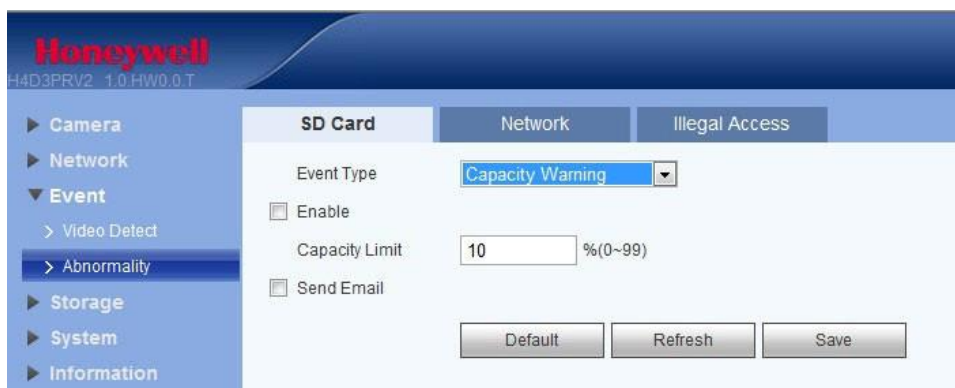 Honeywell
H4D3PRV2 1.0.HW0.0.T
Camera
Network
Event
Video Detect
Abnormality
Storage
System
Information
SD Card Network Illegal Access
Event Type Capacity Warning
Enable
Capacity Limit 10 %(0~99)
Send Email
Default Refresh Save